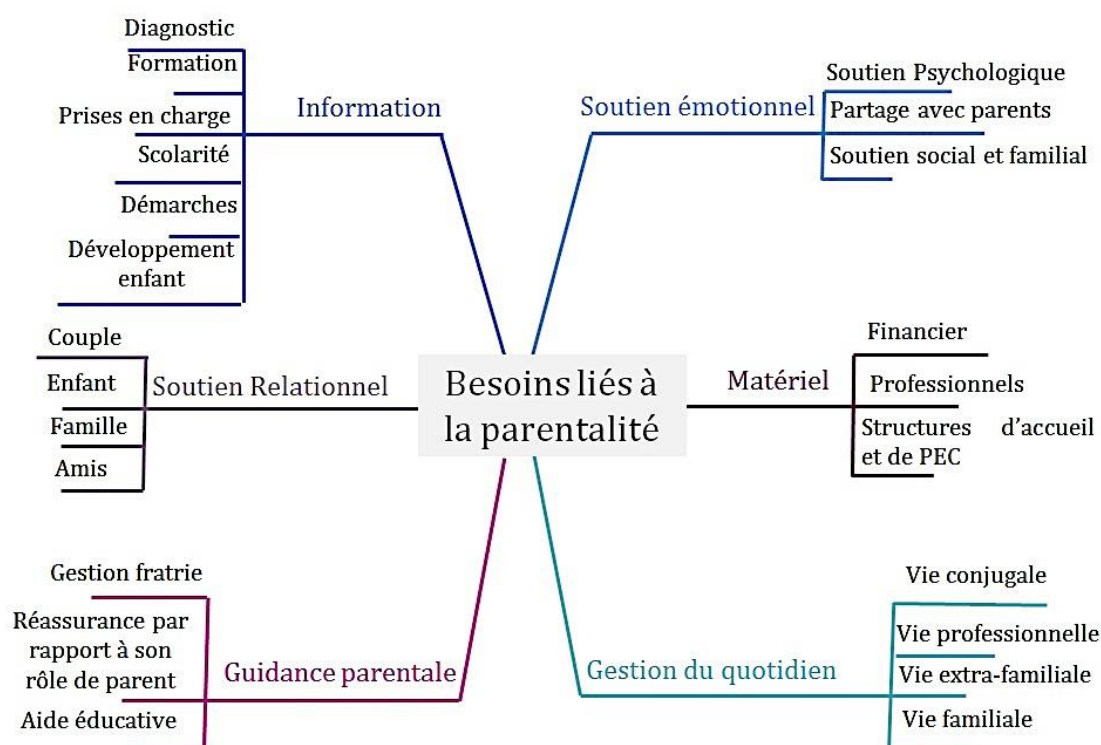 Diagnostic
Formation
Prises en charge
Scolarité
Démarches
Développement
enfant
Information
Soutien émotionnel
Soutien Psychologique
Partage avec parents
Soutien social et familial
Couple
Enfant
Famille
Amis
Soutien Relationnel
Besoins liés à
la parentalité
Matériel
Financier
Professionnels
Structures d'accueil
et de PEC
Gestion fratrie
Réassurance par
rapport à son
rôle de parent
Aide éducative
Guidance parentale
Gestion du quotidien
Vie conjugale
Vie professionnelle
Vie extra-familiale
Vie familiale